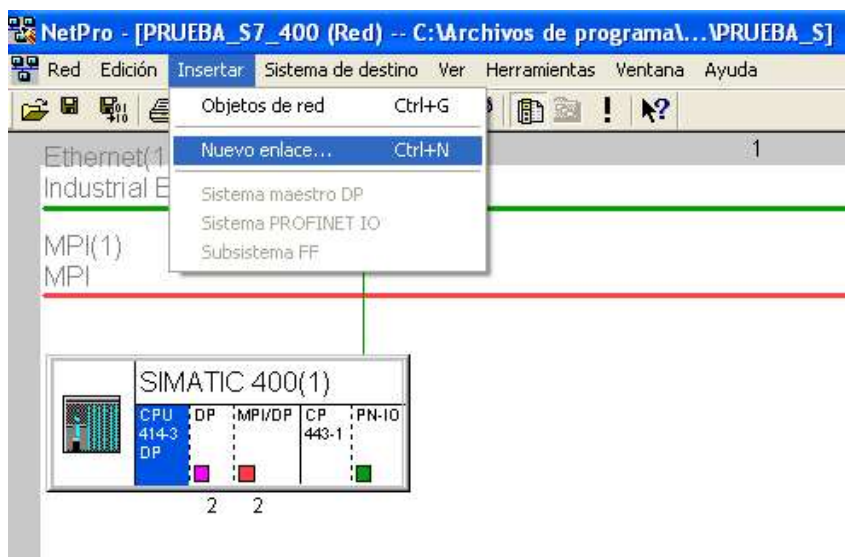 NetPro - [PRUEBA_S7_400 (Red) -- C:\Archivos de programa\...\PRUEBA_S]
Red Edición Insertar Sistema de destino Ver Herramientas Ventana Ayuda
Objetos de red Ctrl+G
Nuevo enlace... Ctrl+N
Sistema maestro DP
Sistema PROFINET IO
Subsistema FF
1
Ethernet(1
Industrial E
MPI(1)
MPI
SIMATIC 400(1)
CPU 414-3 DP
DP
MPI/DP
CP 443-1
PN-IO
2 2